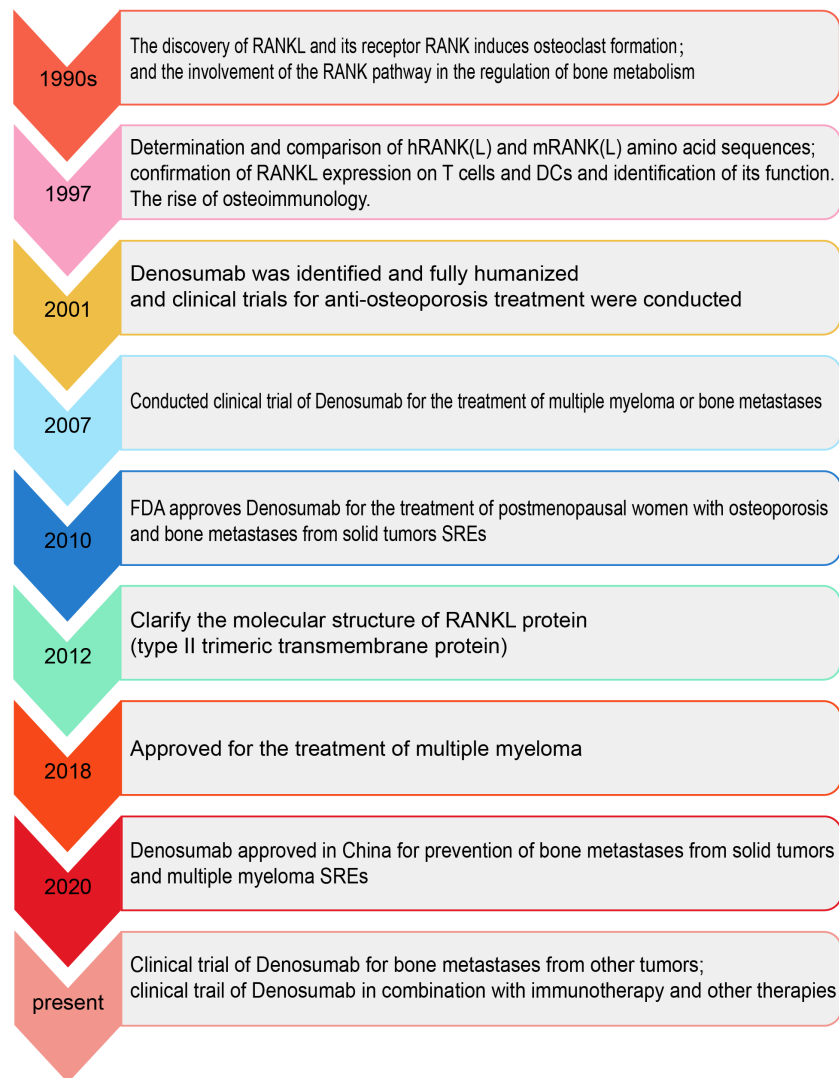 1990s
The discovery of RANKL and its receptor RANK induces osteoclast formation;
and the involvement of the RANK pathway in the regulation of bone metabolism
1997
Determination and comparison of hRANK(L) and mRANK(L) amino acid sequences;
confirmation of RANKL expression on T cells and DCs and identification of its function.
The rise of osteoimmunology.
2001
Denosumab was identified and fully humanized
and clinical trials for anti-osteoporosis treatment were conducted
2007
Conducted clinical trial of Denosumab for the treatment of multiple myeloma or bone metastases
2010
FDA approves Denosumab for the treatment of postmenopausal women with osteoporosis
and bone metastases from solid tumors SREs
2012
Clarify the molecular structure of RANKL protein
(type II trimeric transmembrane protein)
2018
Approved for the treatment of multiple myeloma
2020
Denosumab approved in China for prevention of bone metastases from solid tumors
and multiple myeloma SREs
present
Clinical trial of Denosumab for bone metastases from other tumors;
clinical trail of Denosumab in combination with immunotherapy and other therapies